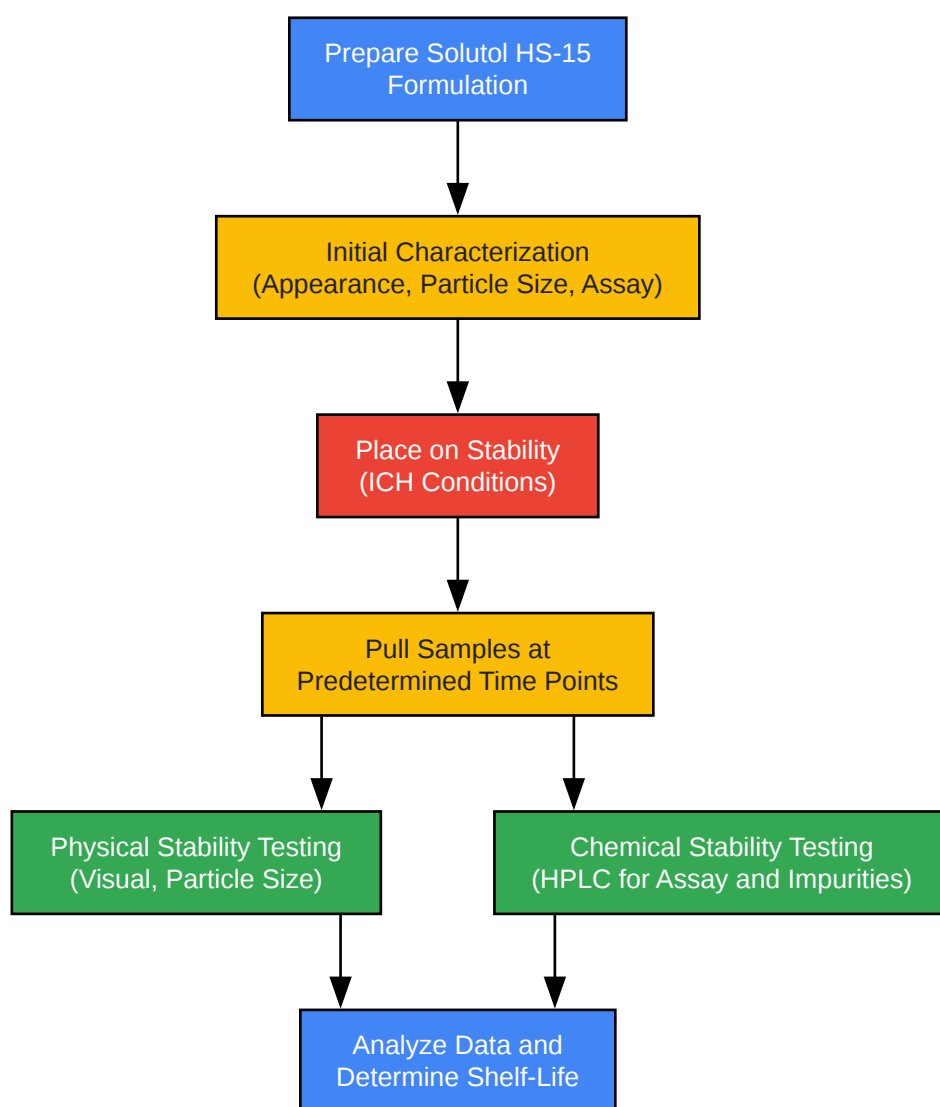 Prepare Solutol HS-15
Formulation
Initial Characterization
(Appearance, Particle Size, Assay)
Place on Stability
(ICH Conditions)
Pull Samples at
Predetermined Time Points
Physical Stability Testing
(Visual, Particle Size)
Chemical Stability Testing
(HPLC for Assay and Impurities)
Analyze Data and
Determine Shelf-Life